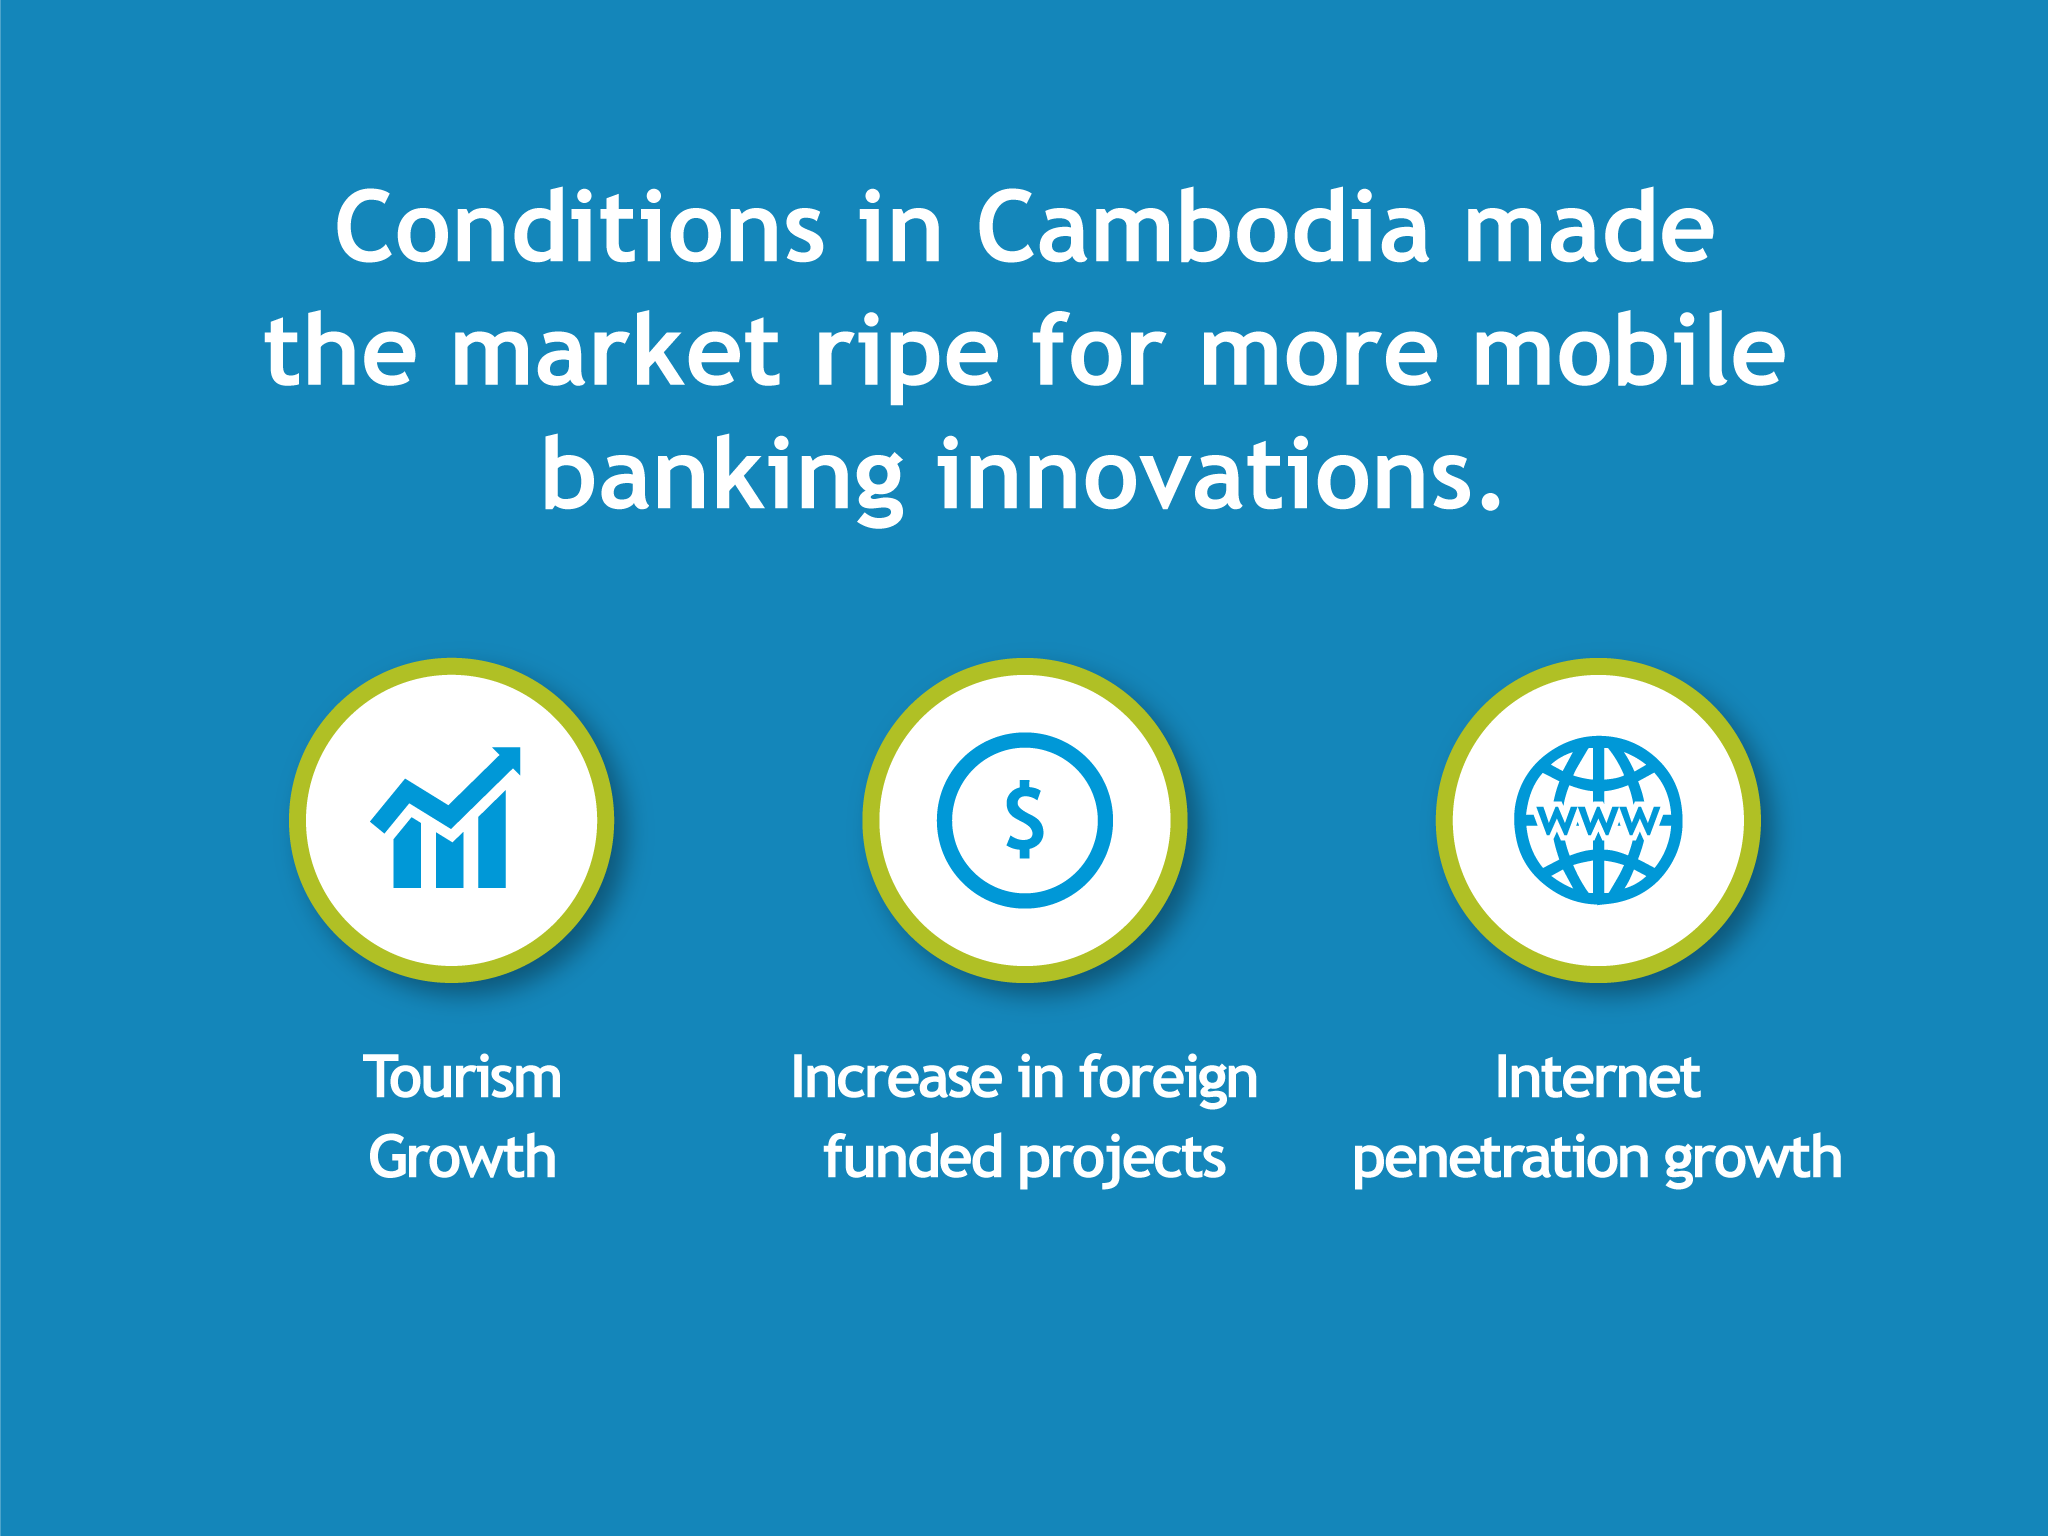 Conditions in Cambodia made
the market ripe for more mobile
banking innovations.
$
WWW
Tourism
Growth
Increase in foreign
funded projects
Internet
penetration growth